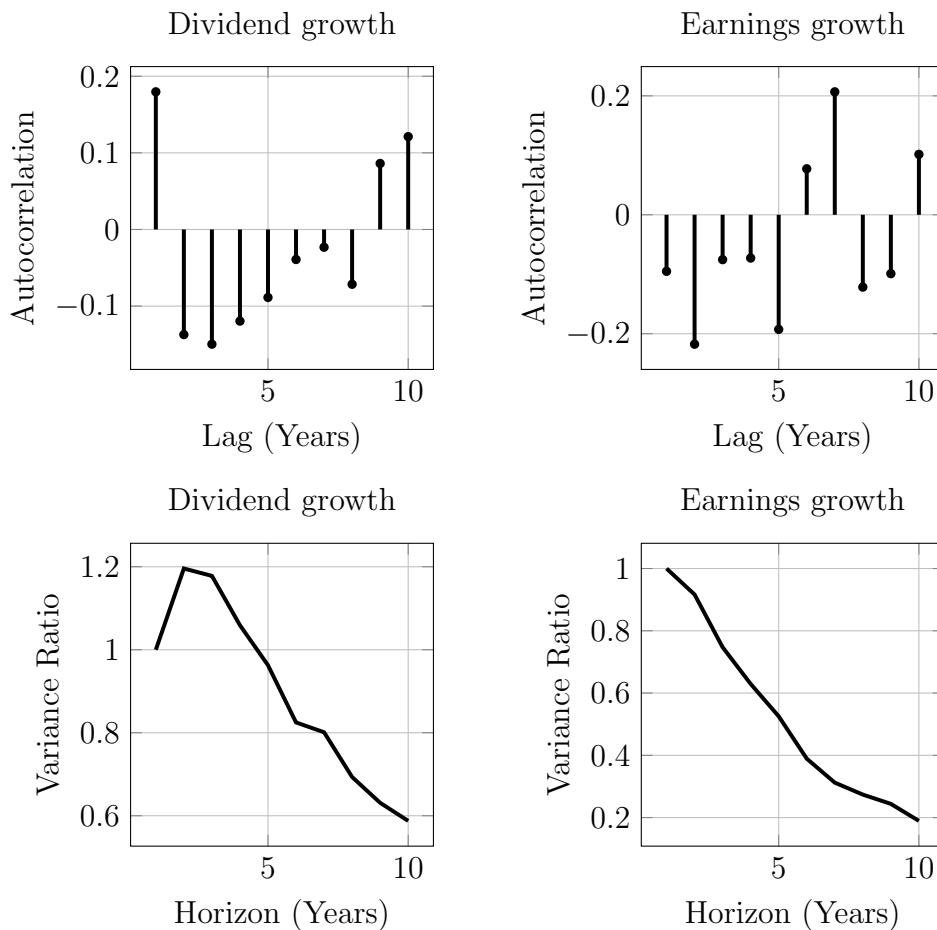 Dividend growth
0.2
0.1
0
−0.1
Autocorrelation
5
10
Lag (Years)
Earnings growth
0.2
0
−0.2
Autocorrelation
5
10
Lag (Years)
Dividend growth
1.2
1
0.8
0.6
Variance Ratio
5
10
Horizon (Years)
Earnings growth
1
0.8
0.6
0.4
0.2
Variance Ratio
5
10
Horizon (Years)